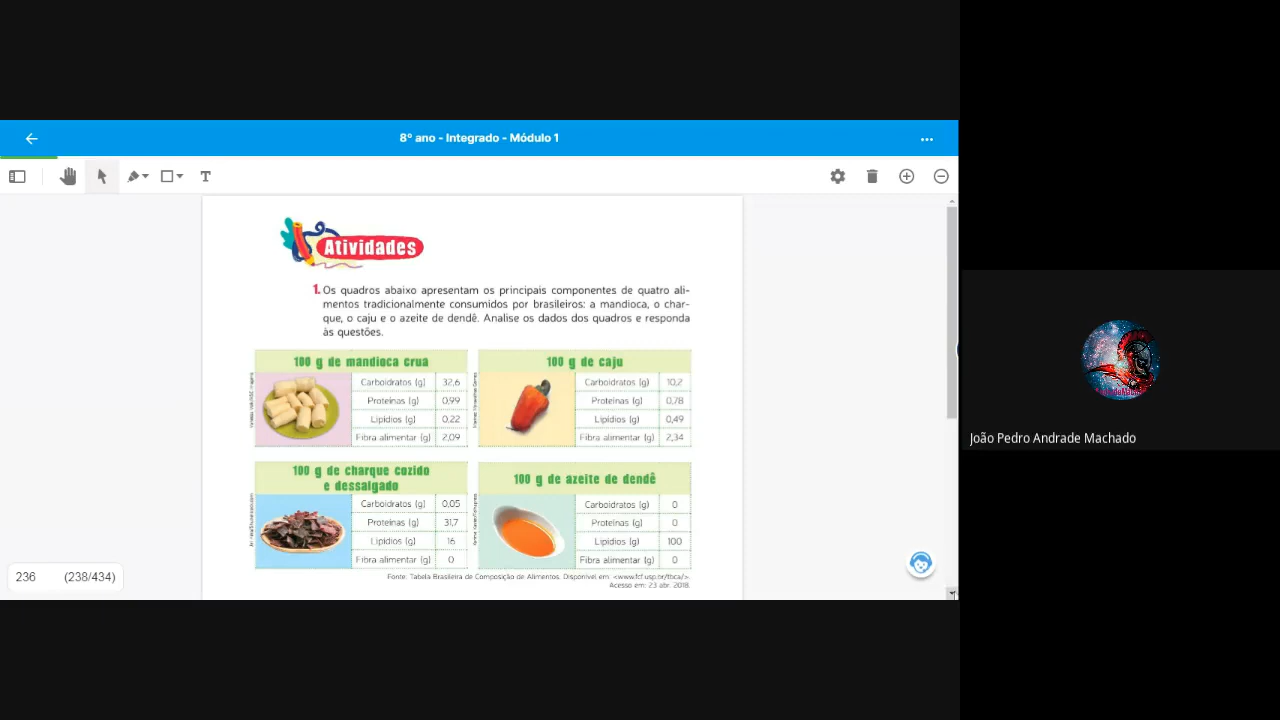 8º ano - Integrado - Módulo 1
T
Atividades
1. Os quadros abaixo apresentam os principais componentes de quatro ali-
mentos tradicionalmente consumidos por brasileiros: a mandioca, o char-
que, o caju e o azeite de dendê. Analise os dados dos quadros e responda
às questões.
100 g de mandioca crua
Carboidratos (g) 32,6
Proteínas (g) 0,99
Lipídios (g) 0,22
Fibra alimentar (g) 2,09
100 g de caju
Carboidratos (g) 10,2
Proteínas (g) 0,78
Lipídios (g) 0,49
Fibra alimentar (g) 2,34
100 g de charque cozido
e dessalgado
Carboidratos (g) 0,05
Proteínas (g) 31,7
Lipídios (g) 16
Fibra alimentar (g) 0
100 g de azeite de dendê
Carboidratos (g) 0
Proteínas (g) 0
Lipídios (g) 100
Fibra alimentar (g) 0
Fonte: Tabela Brasileira de Composição de Alimentos. Disponível em: <www.fcf.usp.br/tbca/>.
Acesso em: 23 abr. 2018.
236 (238/434)
João Pedro Andrade Machado